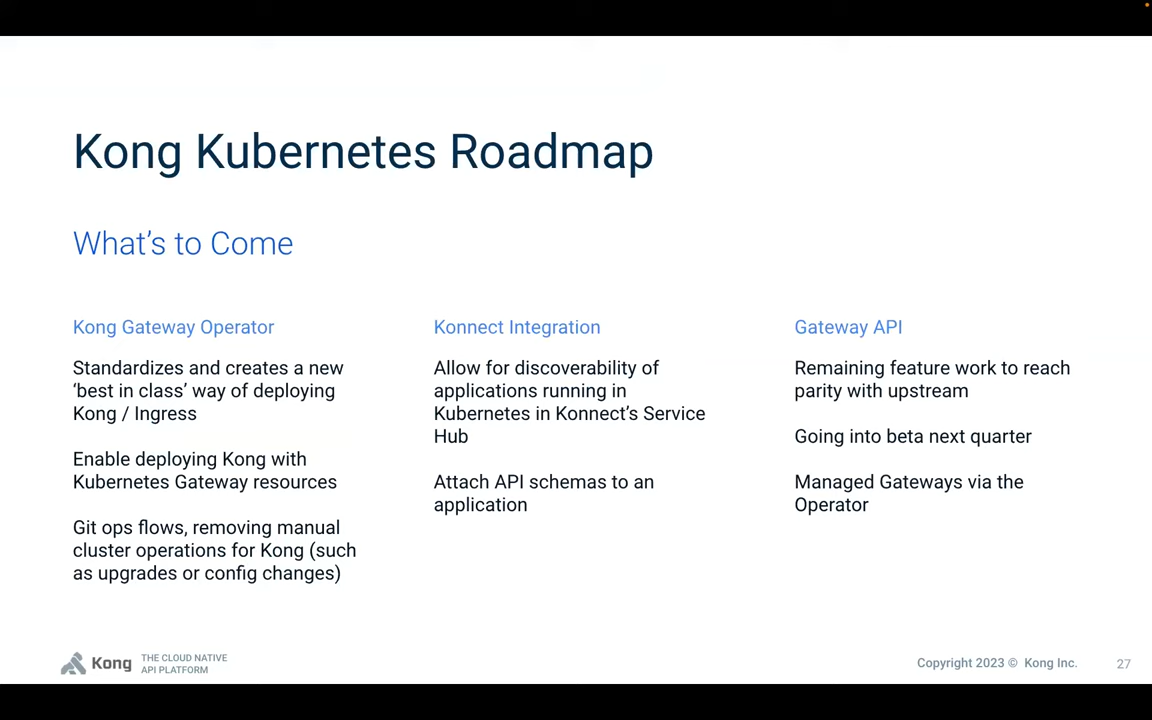 Kong Kubernetes Roadmap
What's to Come
Kong Gateway Operator
Standardizes and creates a new
‘best in class’ way of deploying
Kong / Ingress
Enable deploying Kong with
Kubernetes Gateway resources
Git ops flows, removing manual
cluster operations for Kong (such
as upgrades or config changes)
Konnect Integration
Allow for discoverability of
applications running in
Kubernetes in Konnect’s Service
Hub
Attach API schemas to an
application
Gateway API
Remaining feature work to reach
parity with upstream
Going into beta next quarter
Managed Gateways via the
Operator
Kong
THE CLOUD NATIVE
API PLATFORM
Copyright 2023 © Kong Inc.
27